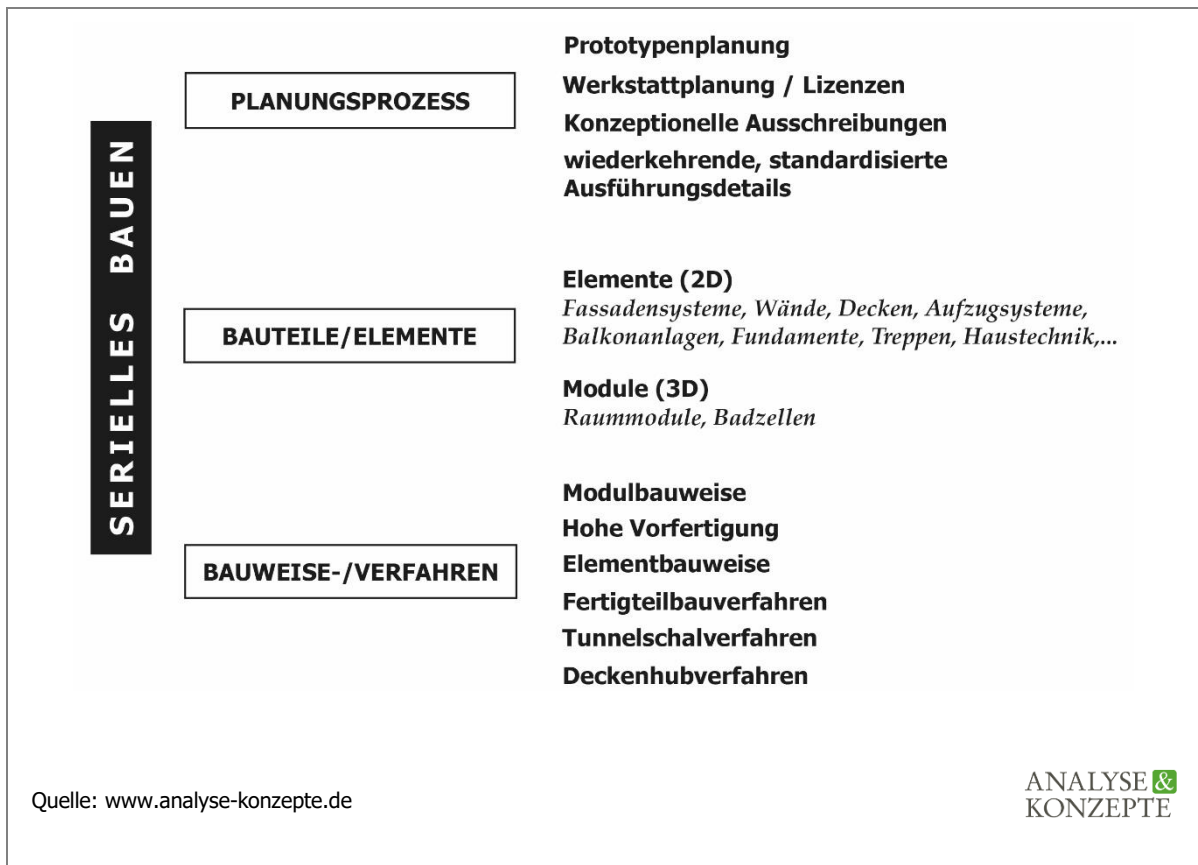 SERIELLES BAUEN
PLANUNGSPROZESS
Prototypenplanung
Werkstattplanung / Lizenzen
Konzeptionelle Ausschreibungen
wiederkehrende, standardisierte
Ausführungsdetails
BAUTEILE/ELEMENTE
Elemente (2D)
Fassadensysteme, Wände, Decken, Aufzugsysteme,
Balkonanlagen, Fundamente, Treppen, Haustechnik,...
Module (3D)
Raummodule, Badzellen
BAUWEISE-/VERFAHREN
Modulbauweise
Hohe Vorfertigung
Elementbauweise
Fertigteilbauverfahren
Tunnelschalverfahren
Deckenhubverfahren
Quelle: www.analyse-konzepte.de
ANALYSE &
KONZEPTE